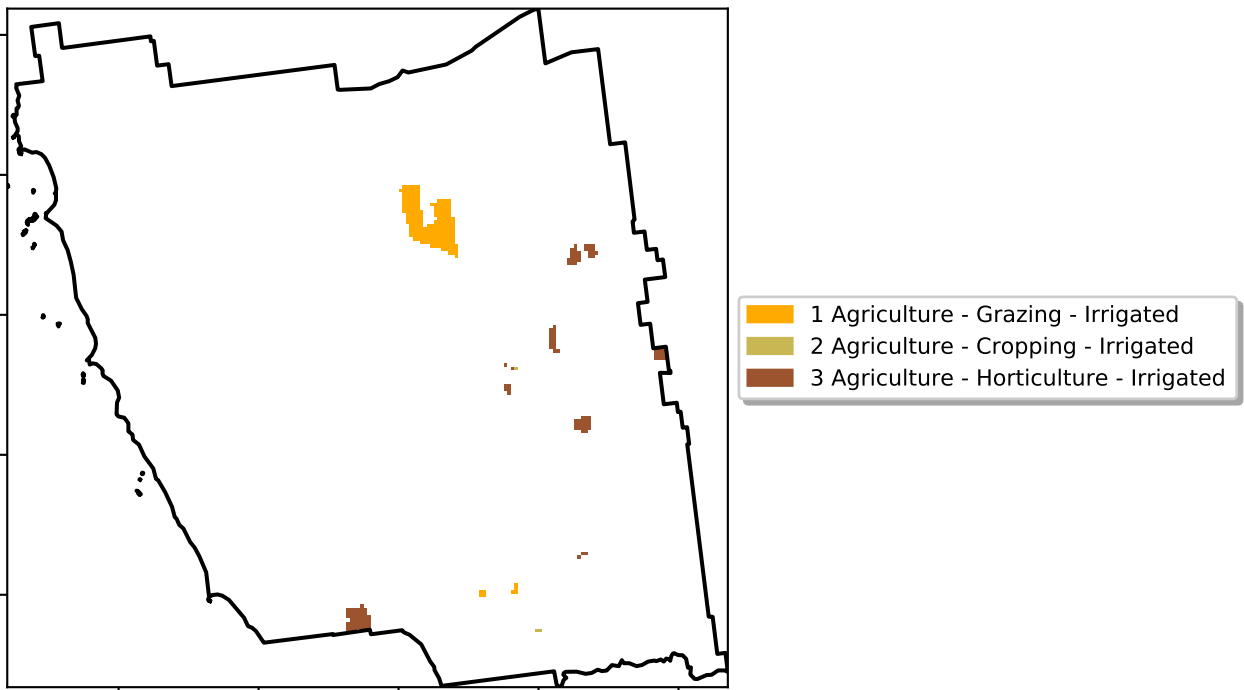 1 Agriculture - Grazing - Irrigated
2 Agriculture - Cropping - Irrigated
3 Agriculture - Horticulture - Irrigated